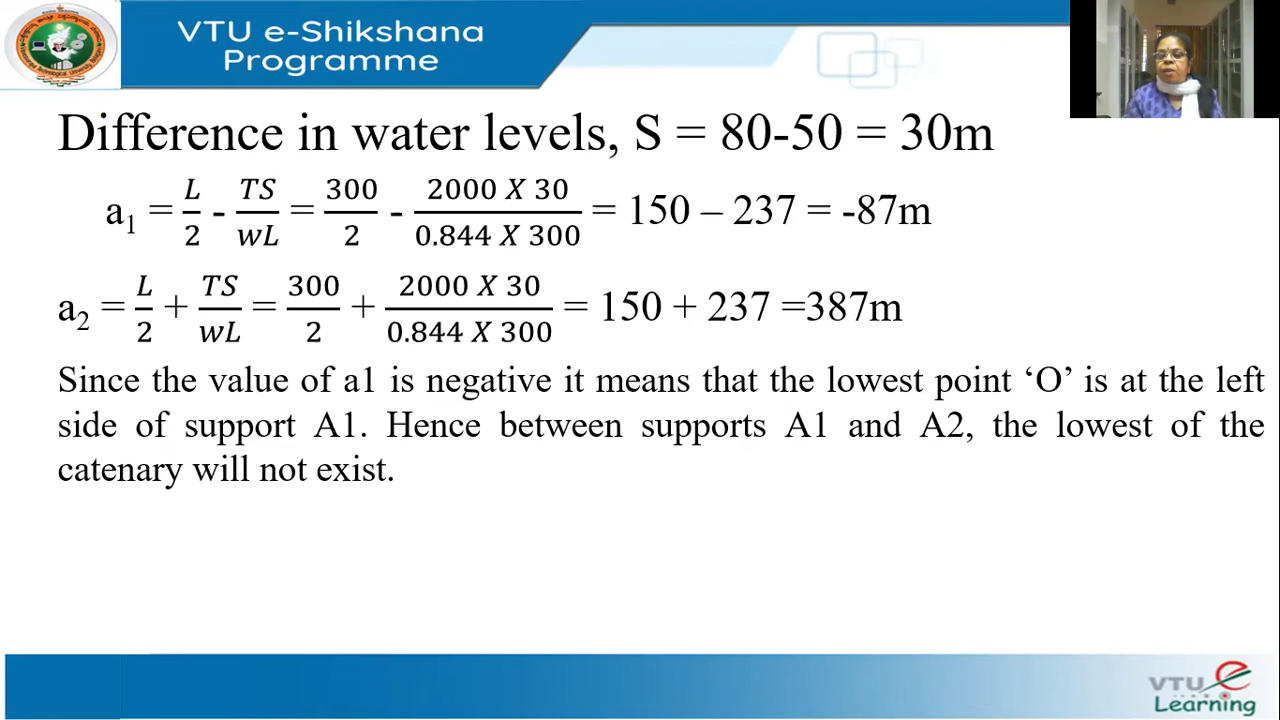 VTU e-Shikshana
Programme
Difference in water levels, S = 80-50 = 30m
a₁ = L/2 - TS/wL = 300/2 - 2000 X 30/0.844 X 300 = 150 – 237 = -87m
a₂ = L/2 + TS/wL = 300/2 + 2000 X 30/0.844 X 300 = 150 + 237 =387m
Since the value of a1 is negative it means that the lowest point ‘O’ is at the left
side of support A1. Hence between supports A1 and A2, the lowest of the
catenary will not exist.
VTU e
Learning